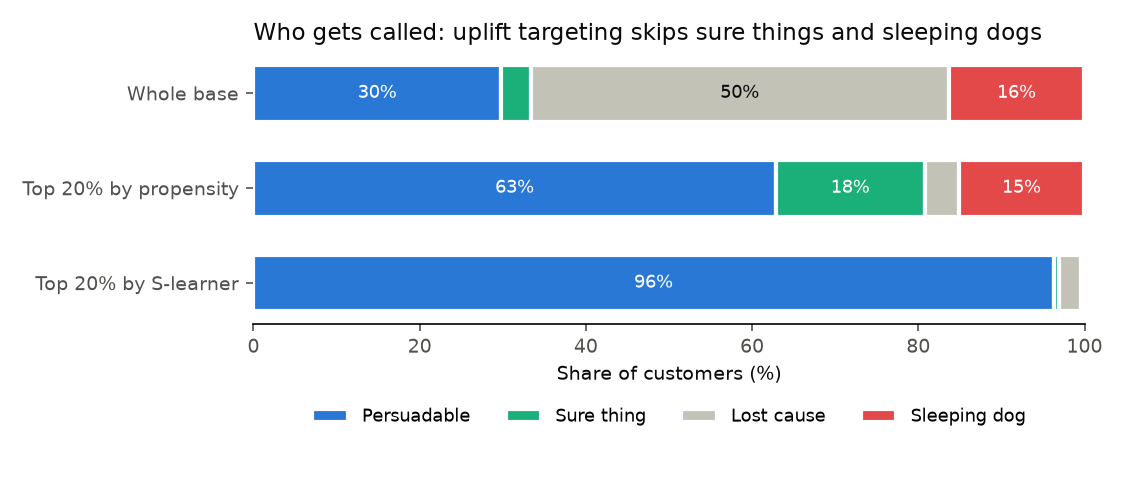 Who gets called: uplift targeting skips sure things and sleeping dogs
Whole base 30% 50% 16%
Top 20% by propensity 63% 18% 15%
Top 20% by S-learner 96%
0 20 40 60 80 100
Share of customers (%)
Persuadable Sure thing Lost cause Sleeping dog